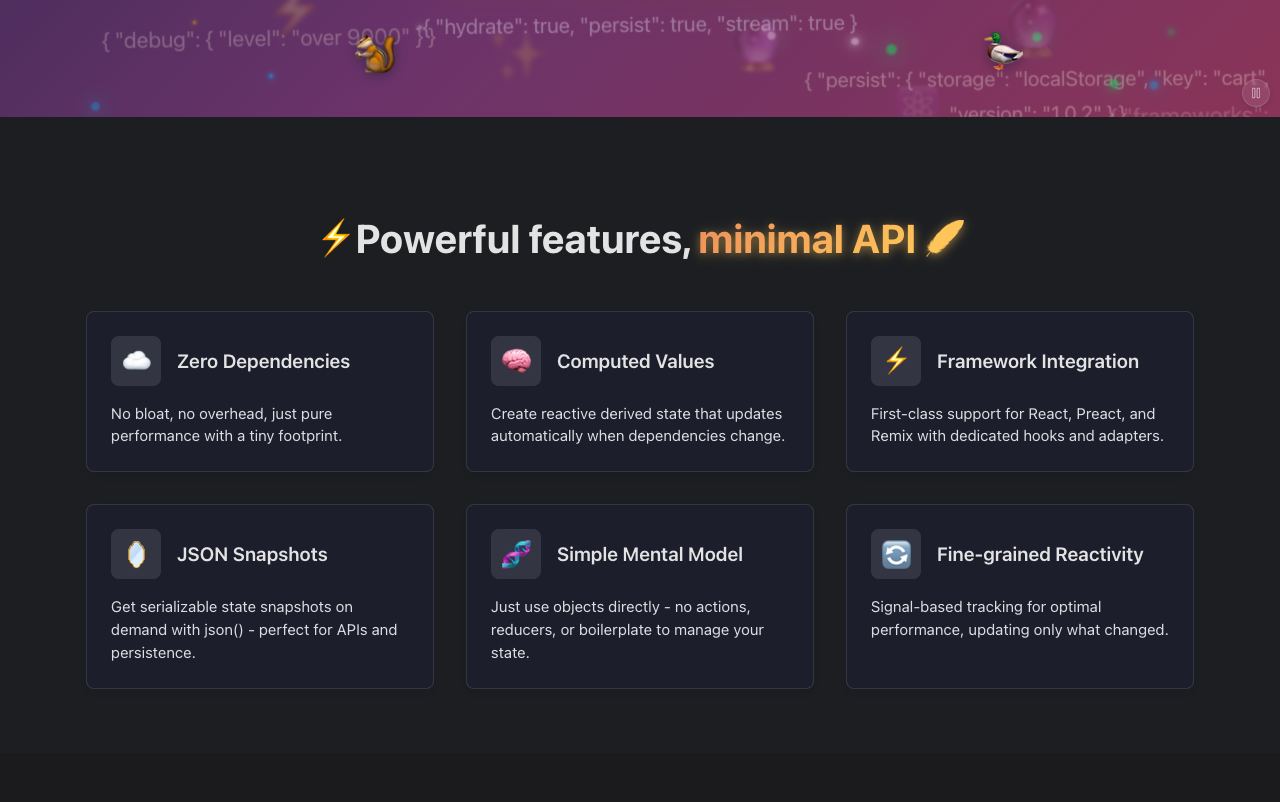 { "hydrate": true, "persist": true, "stream": true }
{ "debug": { "level": "over 9000" } }
{ "persist": { "storage": "localStorage", "key": "cart",
"version": "1.0.2" } }
"frameworks":
⚡Powerful features, minimal API 🪶
Zero Dependencies
No bloat, no overhead, just pure
performance with a tiny footprint.
Computed Values
Create reactive derived state that updates
automatically when dependencies change.
Framework Integration
First-class support for React, Preact, and
Remix with dedicated hooks and adapters.
JSON Snapshots
Get serializable state snapshots on
demand with json() - perfect for APIs and
persistence.
Simple Mental Model
Just use objects directly - no actions,
reducers, or boilerplate to manage your
state.
Fine-grained Reactivity
Signal-based tracking for optimal
performance, updating only what changed.